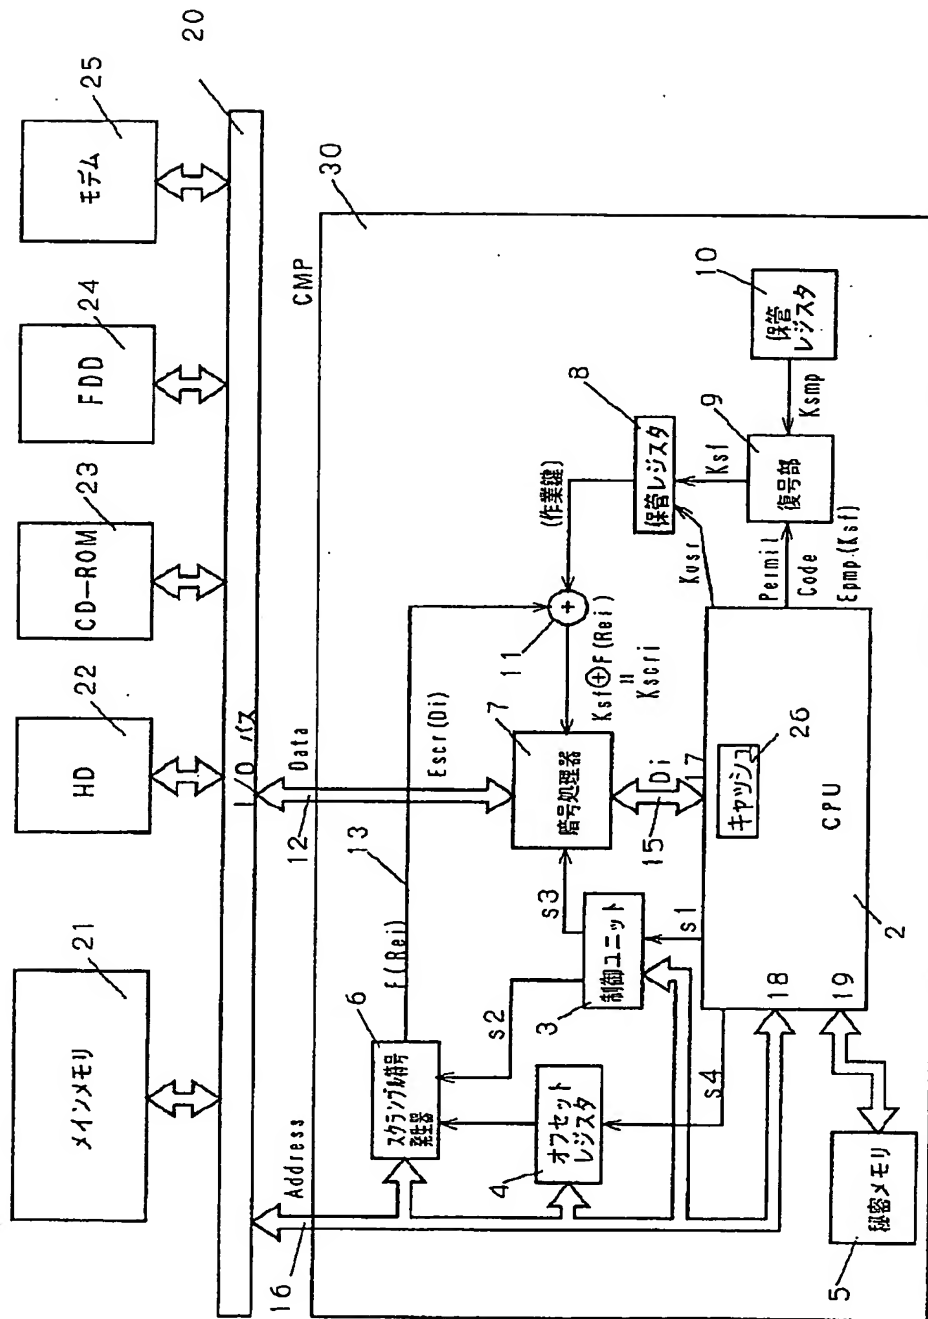 メインメモリ
21
HD
22
CD-ROM
23
FDD
24
モデム
25
20
I/O バス
CMP
30
16
Address
12
Data
Escr(Di)
13
F(Rei)
6
スクランブル符号
発生器
s2
4
オフセット
レジスタ
s4
3
制御ユニット
s3
s1
7
暗号処理器
15
Di
17
11
+
Ksf⊕F(Rei)
=
Kscri
(作業鍵)
8
保管レジスタ
Kusr
Ksf
9
復号部
Ksmp
10
保管
レジスタ
Permil
Code
Epmp.(Ksf)
キャッシュ
26
CPU
2
18
19
秘密メモリ
5